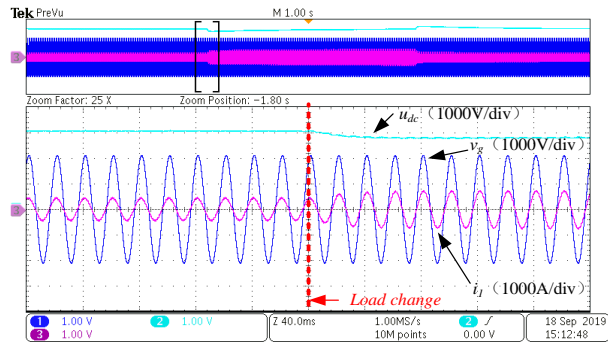 Tek PreVu M 1.00 s
3
Zoom Factor: 25 X Zoom Position: -1.80 s
u_dc（1000V/div）
v_g（1000V/div）
3
i_1（1000A/div）
Load change
1 1.00 V 2 1.00 V Z 40.0ms 1.00MS/s 2 ∫ 18 Sep 2019
3 1.00 V 10M points 0.00 V 15:12:48